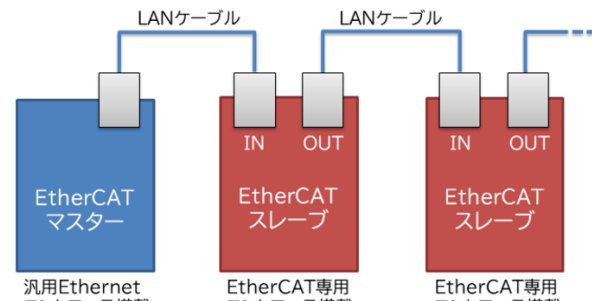 LANケーブル
LANケーブル
IN
OUT
IN
OUT
EtherCAT
マスター
EtherCAT
スレーブ
EtherCAT
スレーブ
汎用Ethernet
EtherCAT専用
EtherCAT専用